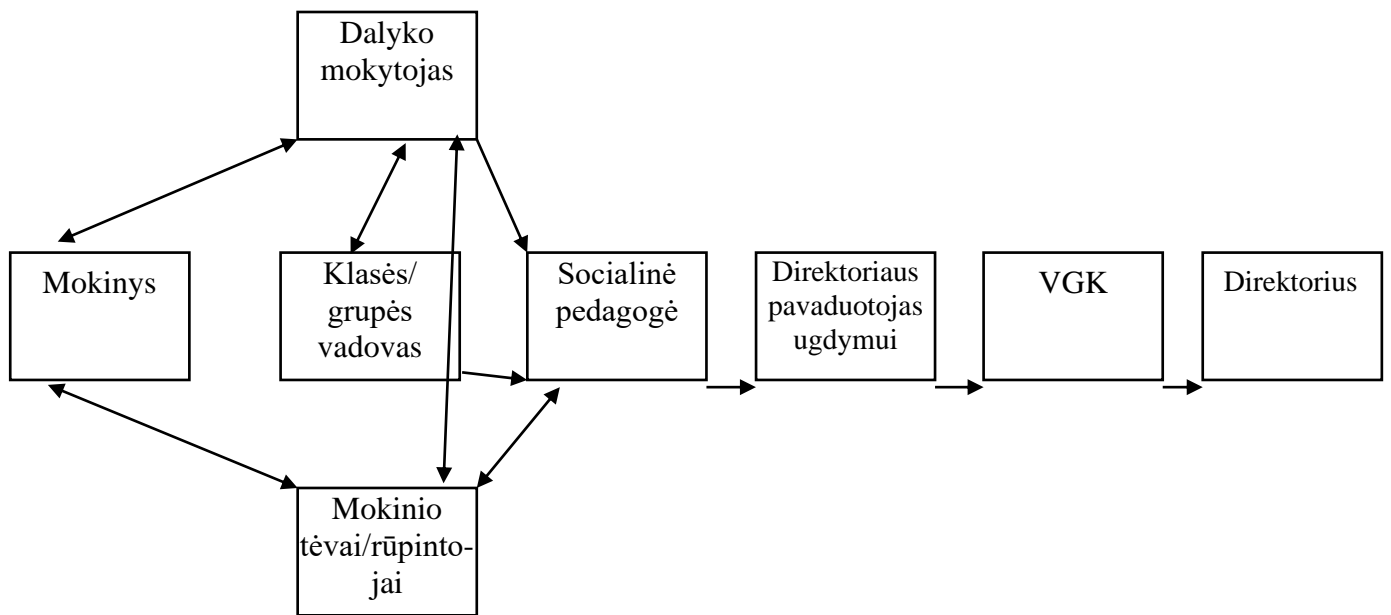 Dalyko
mokytojas
Mokinys
Klasės/
grupės
vadovas
Socialinė
pedagogė
Direktoriaus
pavaduotojas
ugdymui
VGK
Direktorius
Mokinio
tėvai/rūpinto-
jai